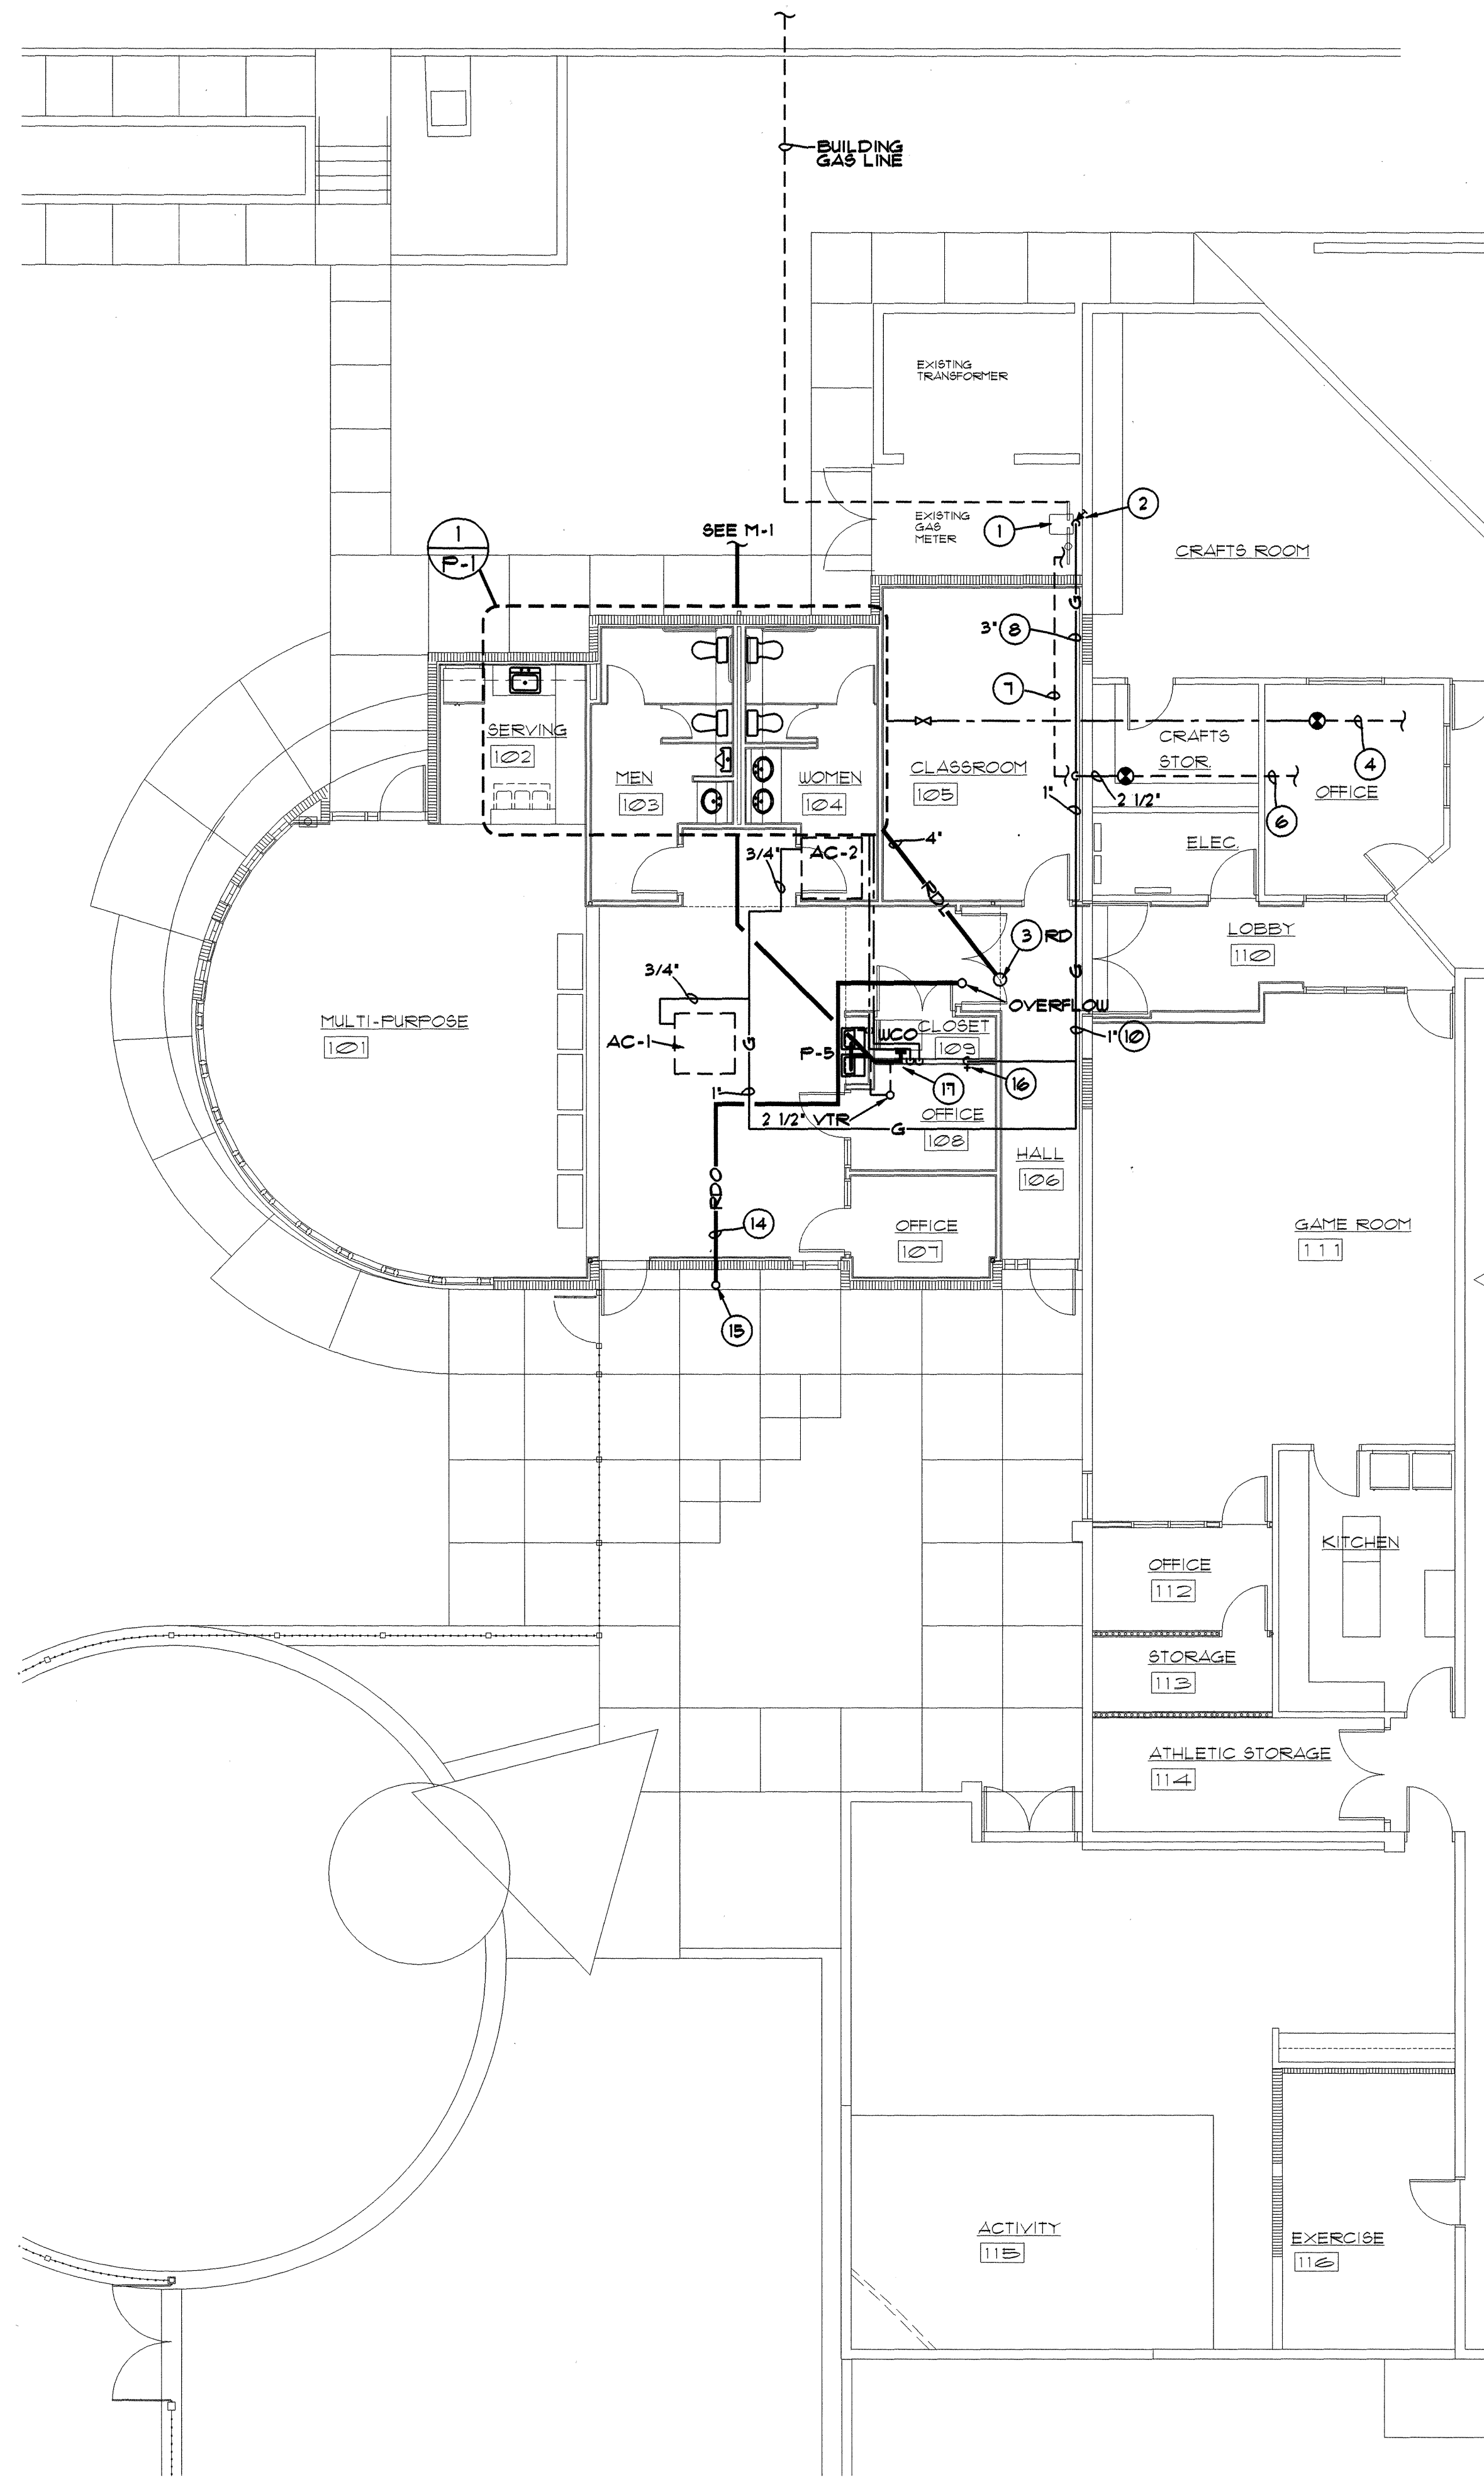 BUILDING
GAS LINE
EXISTING
TRANSFORMER
EXISTING
GAS
METER
1
2
SEE M-1
1
P-1
CRAFTS ROOM
G
3" 8
7
SERVING
102
MEN
103
WOMEN
104
CLASSROOM
105
CRAFTS
STOR.
4
OFFICE
1"
2 1/2"
6
ELEC.
3/4"
AC-2
4"
RDL
LOBBY
110
3 RD
3/4"
G
OVERFLOW
MULTI-PURPOSE
101
AC-1
G
P-5
WCO
CLOSET
109
1" 10
16
17
1"
2 1/2" VTR
OFFICE
108
G
HALL
106
RDO
14
OFFICE
107
GAME ROOM
111
15
KITCHEN
OFFICE
112
STORAGE
113
ATHLETIC STORAGE
114
ACTIVITY
115
EXERCISE
116